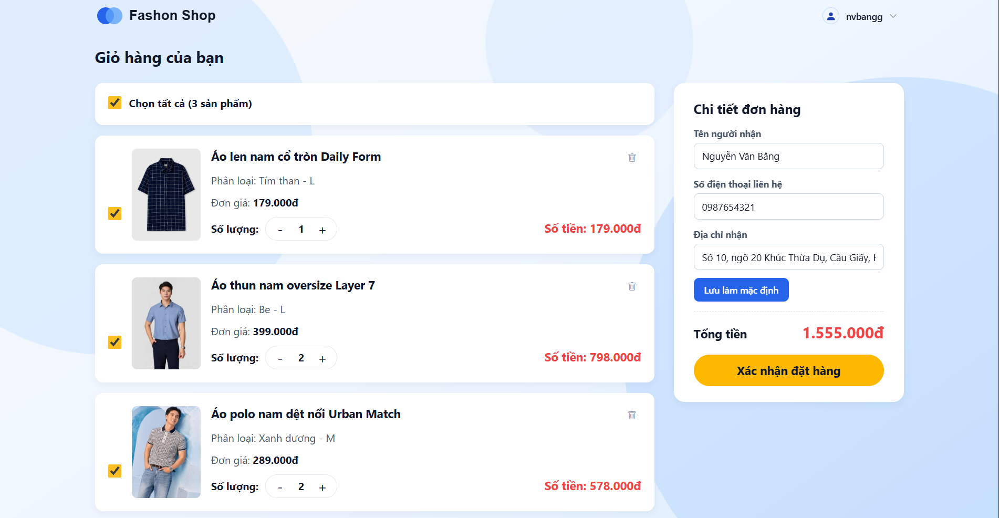 Fashon Shop
nvbangg
Giỏ hàng của bạn
Chọn tất cả (3 sản phẩm)
Áo len nam cổ tròn Daily Form
Phân loại: Tím than - L
Đơn giá: 179.000đ
Số lượng: - 1 +
Số tiền: 179.000đ
Áo thun nam oversize Layer 7
Phân loại: Be - L
Đơn giá: 399.000đ
Số lượng: - 2 +
Số tiền: 798.000đ
Áo polo nam dệt nổi Urban Match
Phân loại: Xanh dương - M
Đơn giá: 289.000đ
Số lượng: - 2 +
Số tiền: 578.000đ
Chi tiết đơn hàng
Tên người nhận
Nguyễn Văn Bằng
Số điện thoại liên hệ
0987654321
Địa chỉ nhận
Số 10, ngõ 20 Khúc Thừa Dụ, Cầu Giấy,
Lưu làm mặc định
Tổng tiền 1.555.000đ
Xác nhận đặt hàng